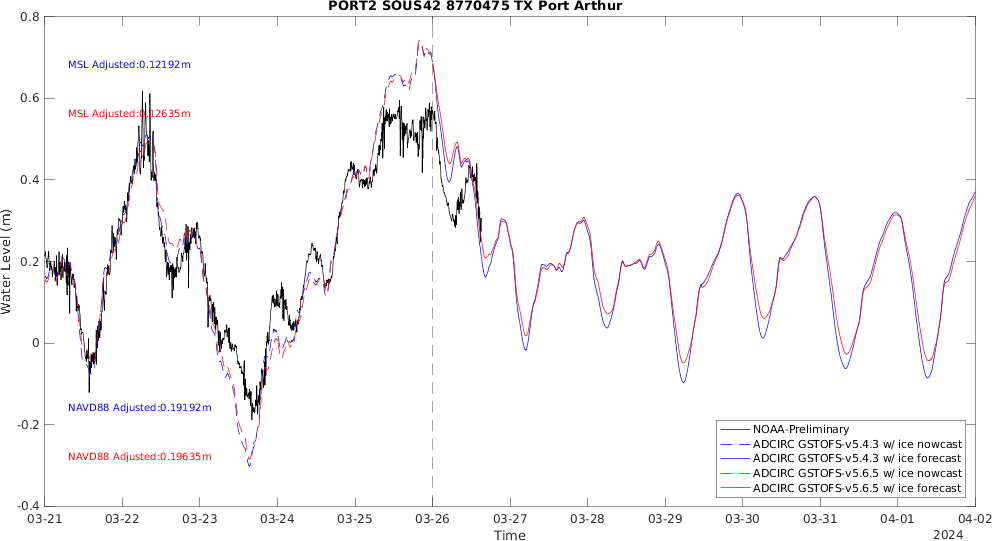 PORT2 SOUS42 8770475 TX Port Arthur
0.8
MSL Adjusted:0.12192m
0.6
MSL Adjusted:0.12635m
0.4
Water Level (m)
0.2
0
NAVD88 Adjusted:0.19192m
-0.2
NAVD88 Adjusted:0.19635m
-0.4
NOAA-Preliminary
ADCIRC GSTOFS-v5.4.3 w/ ice nowcast
ADCIRC GSTOFS-v5.4.3 w/ ice forecast
ADCIRC GSTOFS-v5.6.5 w/ ice nowcast
ADCIRC GSTOFS-v5.6.5 w/ ice forecast
03-21 03-22 03-23 03-24 03-25 03-26 03-27 03-28 03-29 03-30 03-31 04-01 04-02
Time
2024